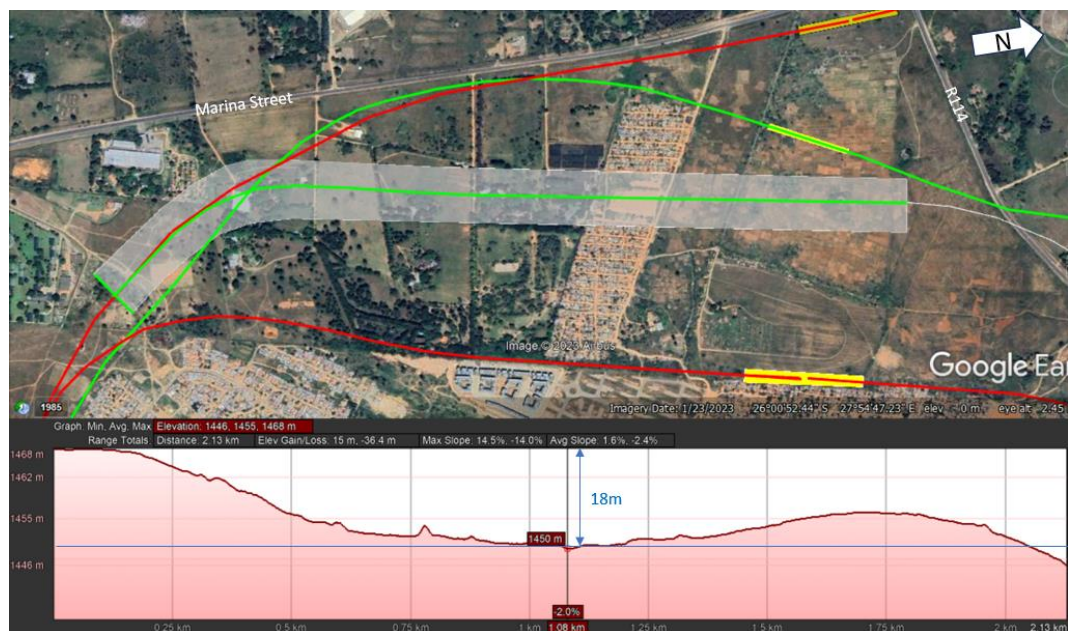 N
Marina Street
R114
Image © 2023 Airbus
Google Ea
1985
Imagery Date: 1/23/2023 26°00'52.44" S 27°54'47.23" E elev 0 m eye alt 2.45
Graph: Min, Avg, Max Elevation: 1446, 1455, 1468 m
Range Totals: Distance: 2.13 km Elev Gain/Loss: 15 m, -36.4 m Max Slope: 14.5%, -14.0% Avg Slope: 1.6%, -2.4%
1468 m
1462 m
18m
1455 m
1450 m
1446 m
-2.0%
0.25 km 0.5 km 0.75 km 1 km 1.08 km 1.25 km 1.5 km 1.75 km 2 km 2.13 km